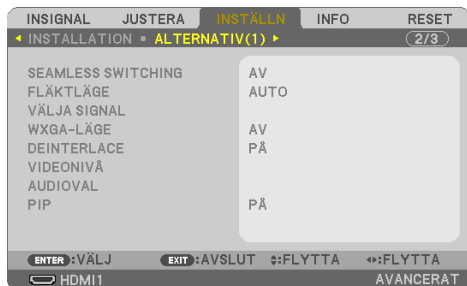 INSIGNAL JUSTERA INSTÄLLN INFO RESET
INSTALLATION • ALTERNATIV(1) 2/3
SEAMLESS SWITCHING AV
FLÄKTLÄGE AUTO
VÄLJA SIGNAL
WXGA-LÄGE AV
DEINTERLACE PÅ
VIDEONIVÅ
AUDIOVAL
PIP PÅ
ENTER:VÄLJ EXIT:AVSLUT :FLYTTA :FLYTTA
HDMI1 AVANCERAT